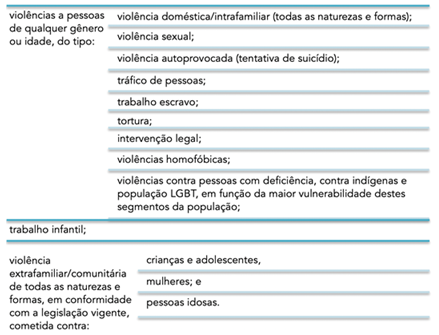 violências a pessoas
de qualquer gênero
ou idade, do tipo:
violência doméstica/intrafamiliar (todas as naturezas e formas);
violência sexual;
violência autoprovocada (tentativa de suicídio);
tráfico de pessoas;
trabalho escravo;
tortura;
intervenção legal;
violências homofóbicas;
violências contra pessoas com deficiência, contra indígenas e
população LGBT, em função da maior vulnerabilidade destes
segmentos da população;
trabalho infantil;
violência
extrafamiliar/comunitária
de todas as naturezas e
formas, em conformidade
com a legislação vigente,
cometida contra:
crianças e adolescentes,
mulheres; e
pessoas idosas.